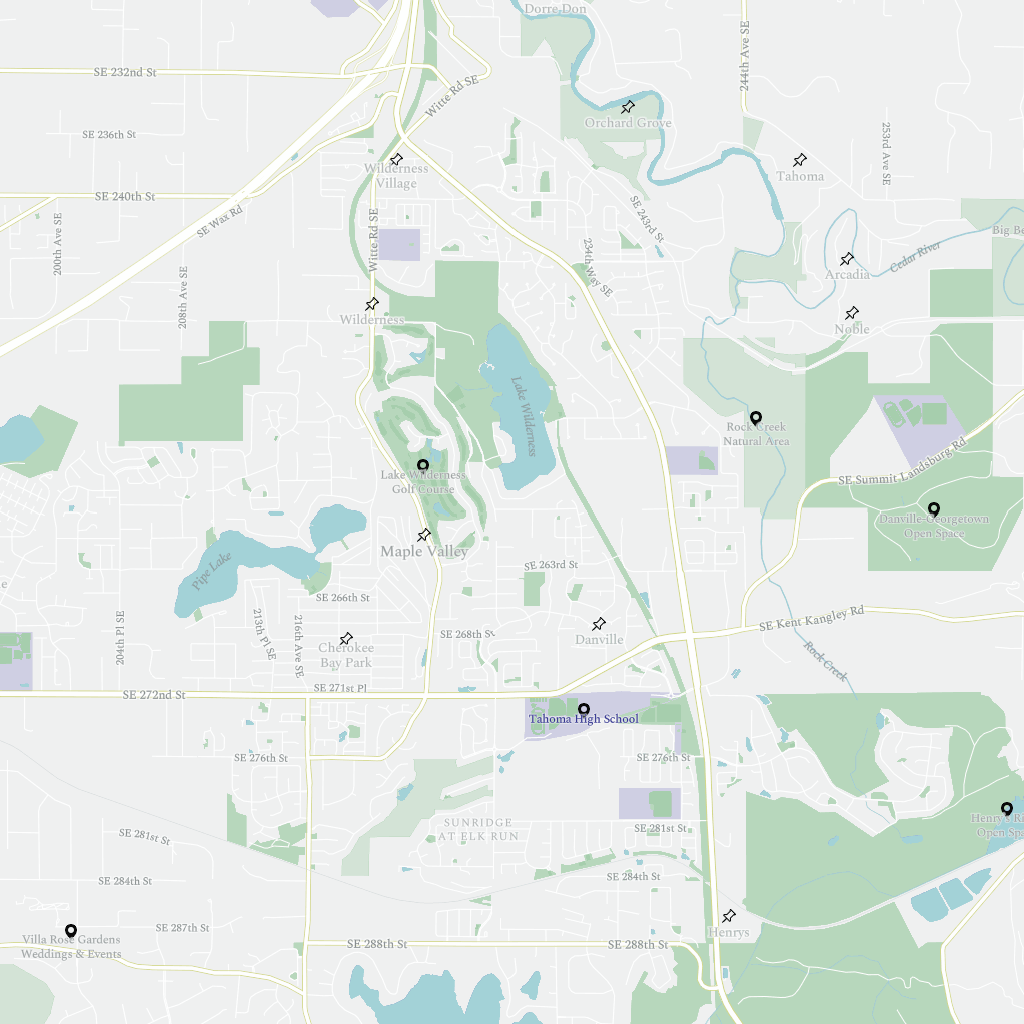 Dorre Don
SE 232nd St
244th Ave SE
Witte Rd SE
Orchard Grove
SE 236th St
253rd Ave SE
Wilderness
Village
Tahoma
SE 240th St
SE Wax Rd
SE 243rd St
200th Ave SE
208th Ave SE
Witte Rd SE
234th Way SE
Cedar River
Big Be
Arcadia
Wilderness
Noble
Lake Wilderness
Rock Creek
Natural Area
Lake Wilderness
Golf Course
SE Summit Landsburg Rd
Danville-Georgetown
Open Space
Maple Valley
Pipe Lake
SE 263rd St
SE 266th St
204th Pl SE
213th Pl SE
216th Ave SE
SE 268th St
Danville
SE Kent Kangley Rd
Cherokee
Bay Park
Rock Creek
SE 272nd St
SE 271st Pl
Tahoma High School
SE 276th St
SE 276th St
SUNRIDGE
AT ELK RUN
SE 281st St
SE 281st St
Henry's Ri
Open Spa
SE 284th St
SE 284th St
SE 287th St
Henrys
Villa Rose Gardens
Weddings & Events
SE 288th St
SE 288th St